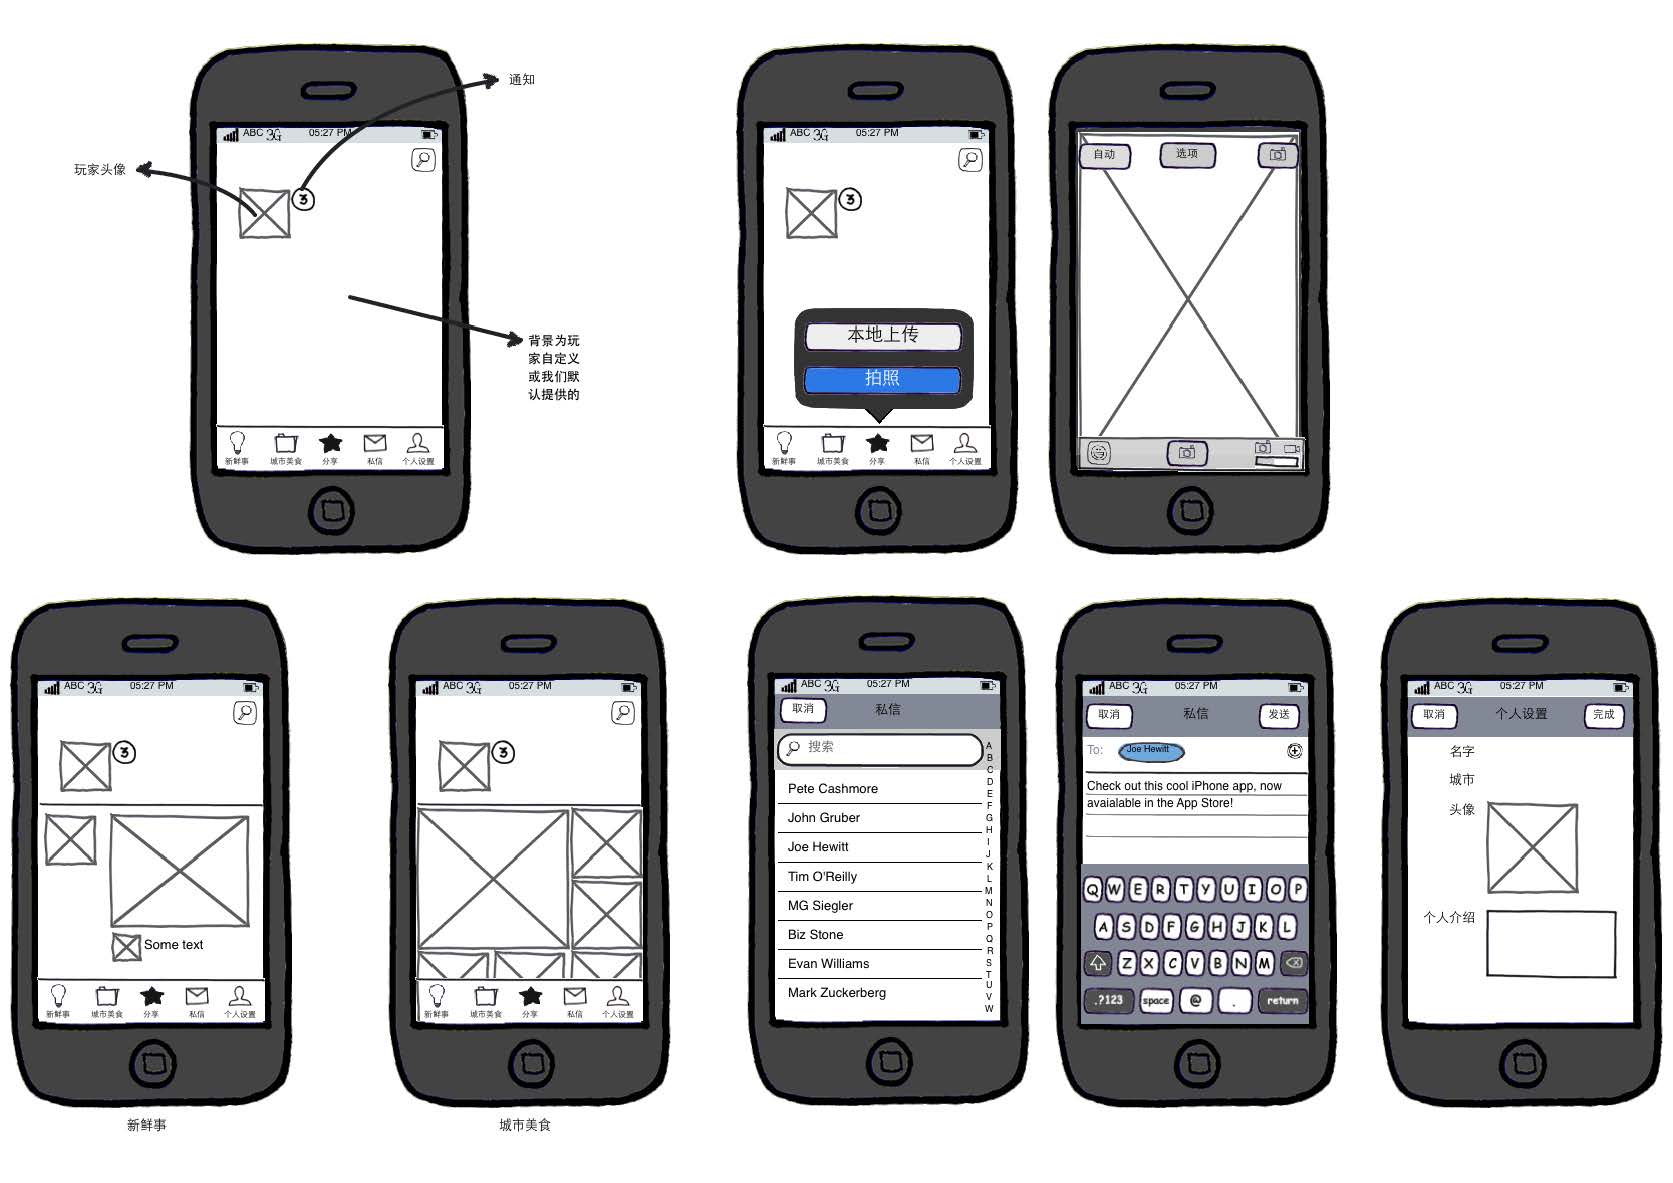 通知
玩家头像
背景为玩
家自定义
或我们默
认提供的
ABC 3G 05:27 PM
3
新鲜事 城市美食 分享 私信 个人设置
ABC 3G 05:27 PM
3
本地上传
拍照
新鲜事 城市美食 分享 私信 个人设置
自动 选项
ABC 3G 05:27 PM
3
Some text
新鲜事 城市美食 分享 私信 个人设置
新鲜事
ABC 3G 05:27 PM
3
新鲜事 城市美食 分享 私信 个人设置
城市美食
ABC 3G 05:27 PM
取消 私信
搜索
Pete Cashmore
John Gruber
Joe Hewitt
Tim O'Reilly
MG Siegler
Biz Stone
Evan Williams
Mark Zuckerberg
A
B
C
D
E
F
G
H
I
J
K
L
M
N
O
P
Q
R
S
T
U
V
W
ABC 3G 05:27 PM
取消 私信 发送
To: Joe Hewitt
Check out this cool iPhone app, now
avaialable in the App Store!
Q W E R T Y U I O P
A S D F G H J K L
Z X C V B N M
.?123 space @ . return
ABC 3G 05:27 PM
取消 个人设置 完成
名字
城市
头像
个人介绍